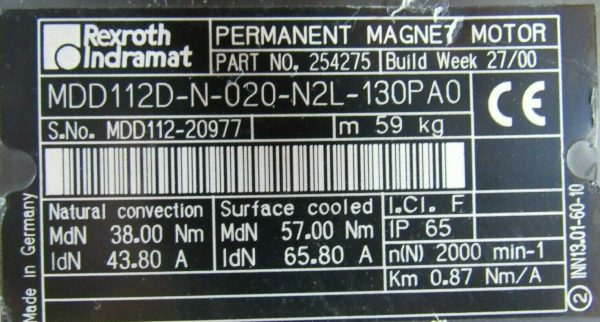 Rexroth
Indramat
PERMANENT MAGNET MOTOR
PART NO. 254275 Build Week 27/00
MDD112D-N-020-N2L-130PA0
CE
S.No. MDD112-20977 m 59 kg
Natural convection
MdN 38.00 Nm
IdN 43.80 A
Surface cooled
MdN 57.00 Nm
IdN 65.80 A
I.Cl. F
IP 65
n(N) 2000 min-1
Km 0.87 Nm/A
Made in Germany
2 INN13.01-60-10